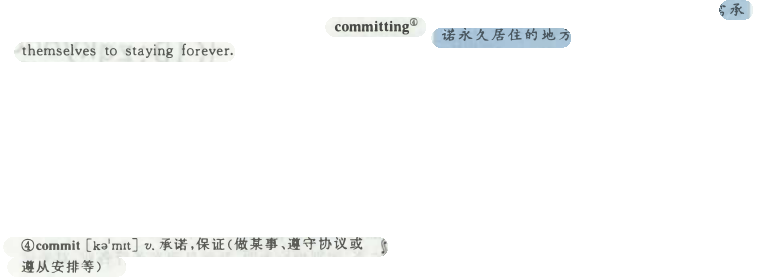 承
committing④
诺永久居住的地方
themselves to staying forever.
④commit [kə'mɪt] v. 承诺,保证(做某事、遵守协议或
遵从安排等)